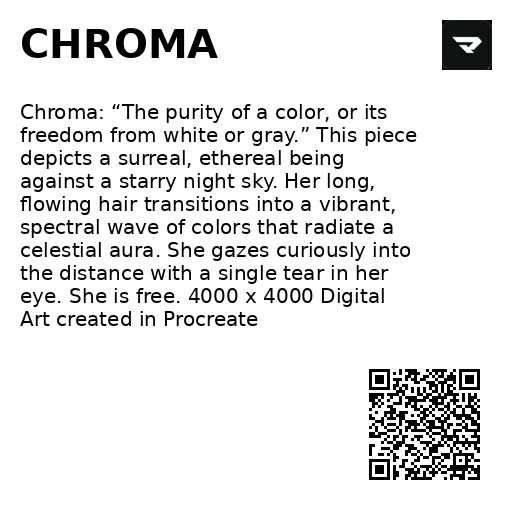 CHROMA
Chroma: “The purity of a color, or its
freedom from white or gray.” This piece
depicts a surreal, ethereal being
against a starry night sky. Her long,
flowing hair transitions into a vibrant,
spectral wave of colors that radiate a
celestial aura. She gazes curiously into
the distance with a single tear in her
eye. She is free. 4000 x 4000 Digital
Art created in Procreate